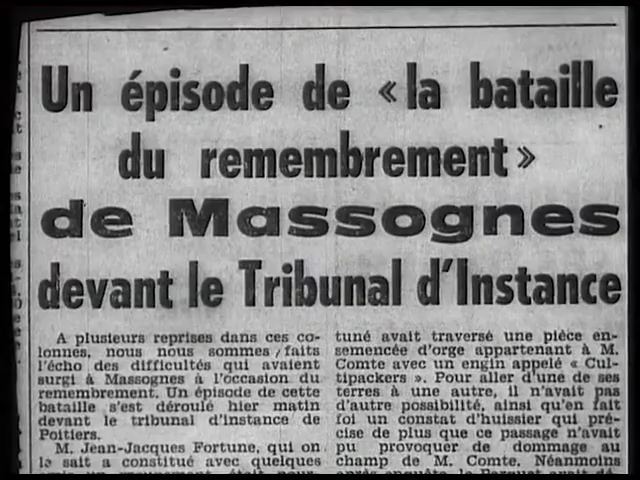 Un épisode de « la bataille
du remembrement »
de Massognes
devant le Tribunal d'Instance
A plusieurs reprises dans ces co-
lonnes, nous nous sommes faits
l'écho des difficultés qui avaient
surgi à Massognes à l'occasion du
remembrement. Un épisode de cette
bataille s'est déroulé hier matin
devant le tribunal d'instance de
Poitiers.
M. Jean-Jacques Fortune, qui on
le sait a constitué avec quelques
tuné avait traversé une pièce en-
semencée d'orge appartenant à M.
Comte avec un engin appelé « Cul-
tipackers ». Pour aller d'une de ses
terres à une autre, il n'avait pas
d'autre possibilité, ainsi qu'en fait
foi un constat d'huissier qui pré-
cise de plus que ce passage n'avait
pu provoquer de dommage au
champ de M. Comte. Néanmoins